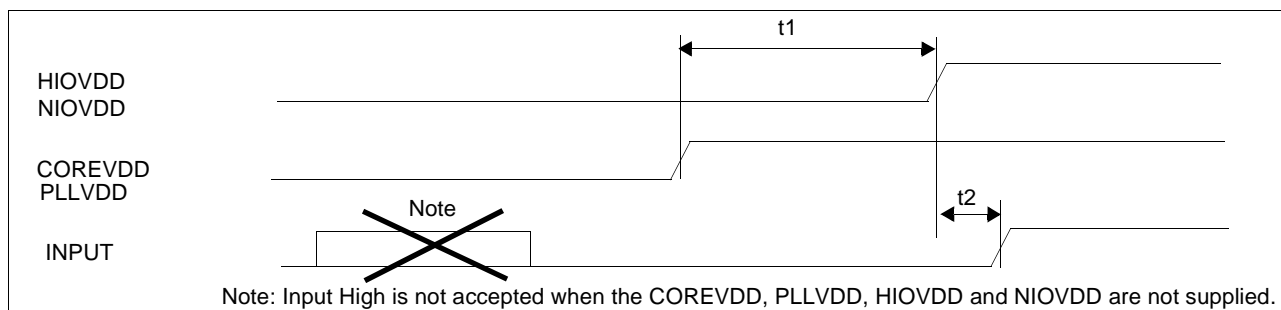 t1
HIOVDD
NIOVDD
COREVDD
PLLVDD
t2
Note
INPUT
Note: Input High is not accepted when the COREVDD, PLLVDD, HIOVDD and NIOVDD are not supplied.